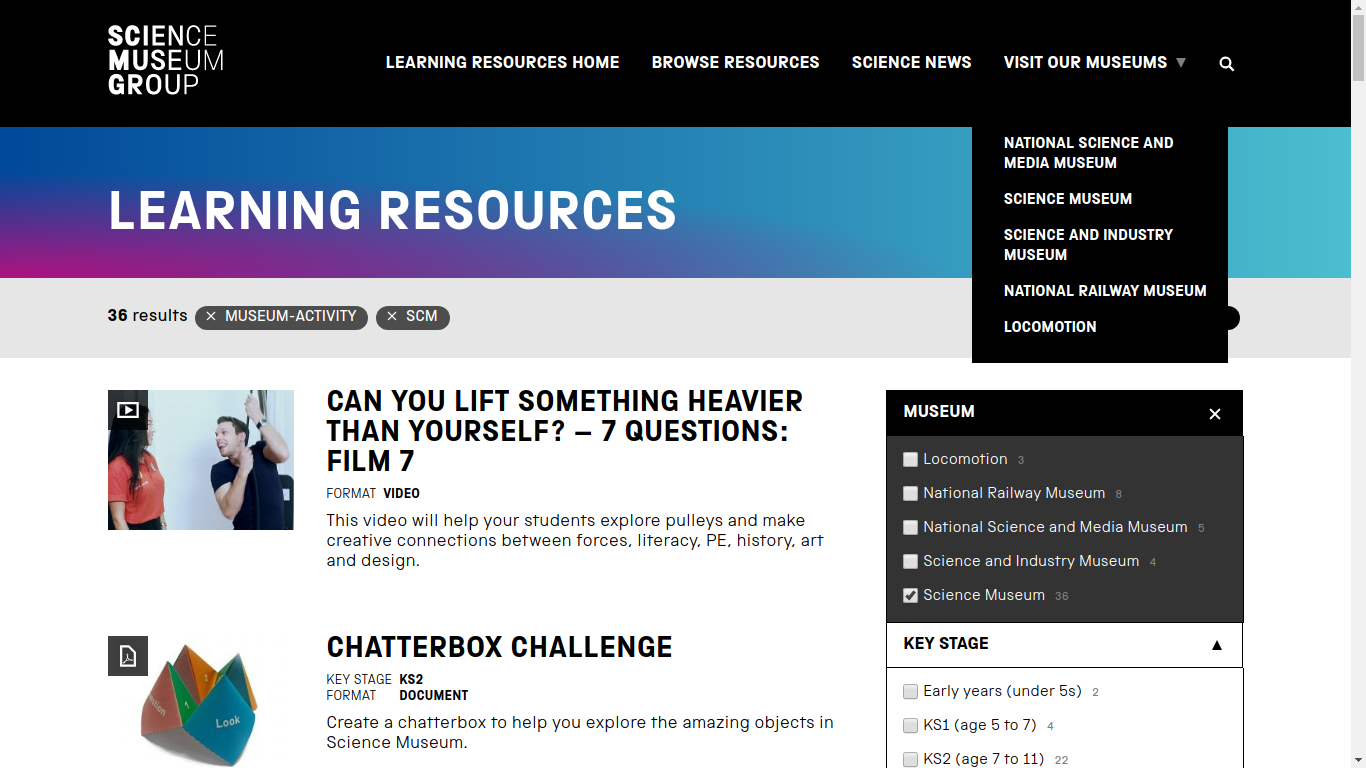 SCIENCE
MUSEUM
GROUP
LEARNING RESOURCES HOME
BROWSE RESOURCES
SCIENCE NEWS
VISIT OUR MUSEUMS
NATIONAL SCIENCE AND
MEDIA MUSEUM
SCIENCE MUSEUM
SCIENCE AND INDUSTRY
MUSEUM
NATIONAL RAILWAY MUSEUM
LOCOMOTION
LEARNING RESOURCES
36 results
MUSEUM-ACTIVITY
SCM
CAN YOU LIFT SOMETHING HEAVIER
THAN YOURSELF? – 7 QUESTIONS:
FILM 7
FORMAT VIDEO
This video will help your students explore pulleys and make
creative connections between forces, literacy, PE, history, art
and design.
CHATTERBOX CHALLENGE
KEY STAGE KS2
FORMAT DOCUMENT
Create a chatterbox to help you explore the amazing objects in
Science Museum.
Look
MUSEUM
Locomotion 3
National Railway Museum 8
National Science and Media Museum 5
Science and Industry Museum 4
Science Museum 36
KEY STAGE
Early years (under 5s) 2
KS1 (age 5 to 7) 4
KS2 (age 7 to 11) 22